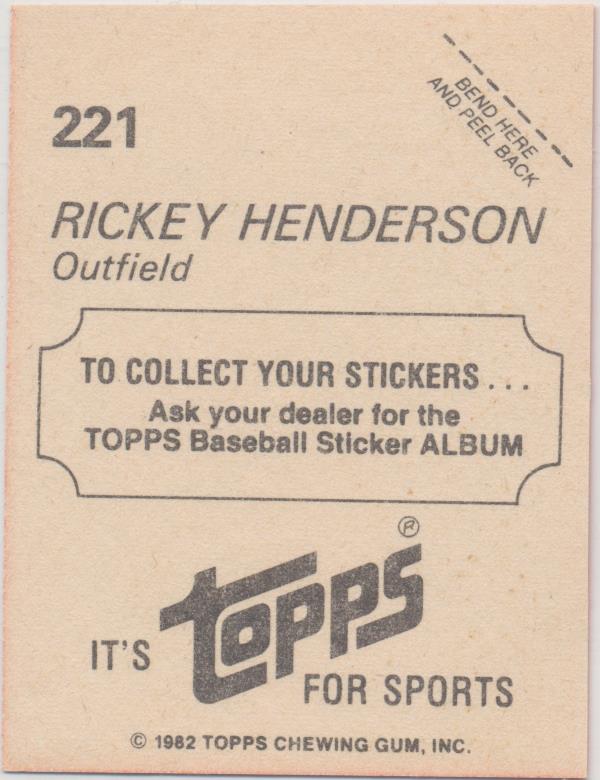 BEND HERE
AND PEEL BACK
221
RICKEY HENDERSON
Outfield
TO COLLECT YOUR STICKERS...
Ask your dealer for the
TOPPS Baseball Sticker ALBUM
®
IT'S topps
FOR SPORTS
© 1982 TOPPS CHEWING GUM, INC.